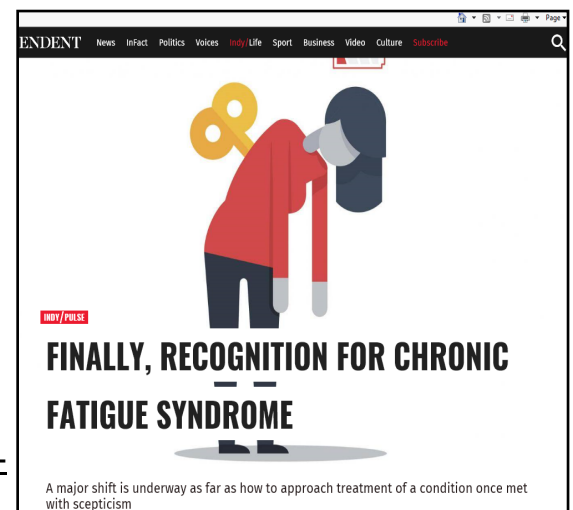 Page
ENDENT News InFact Politics Voices Indy/Life Sport Business Video Culture Subscribe
INDY/PULSE
FINALLY, RECOGNITION FOR CHRONIC
FATIGUE SYNDROME
A major shift is underway as far as how to approach treatment of a condition once met
with scepticism